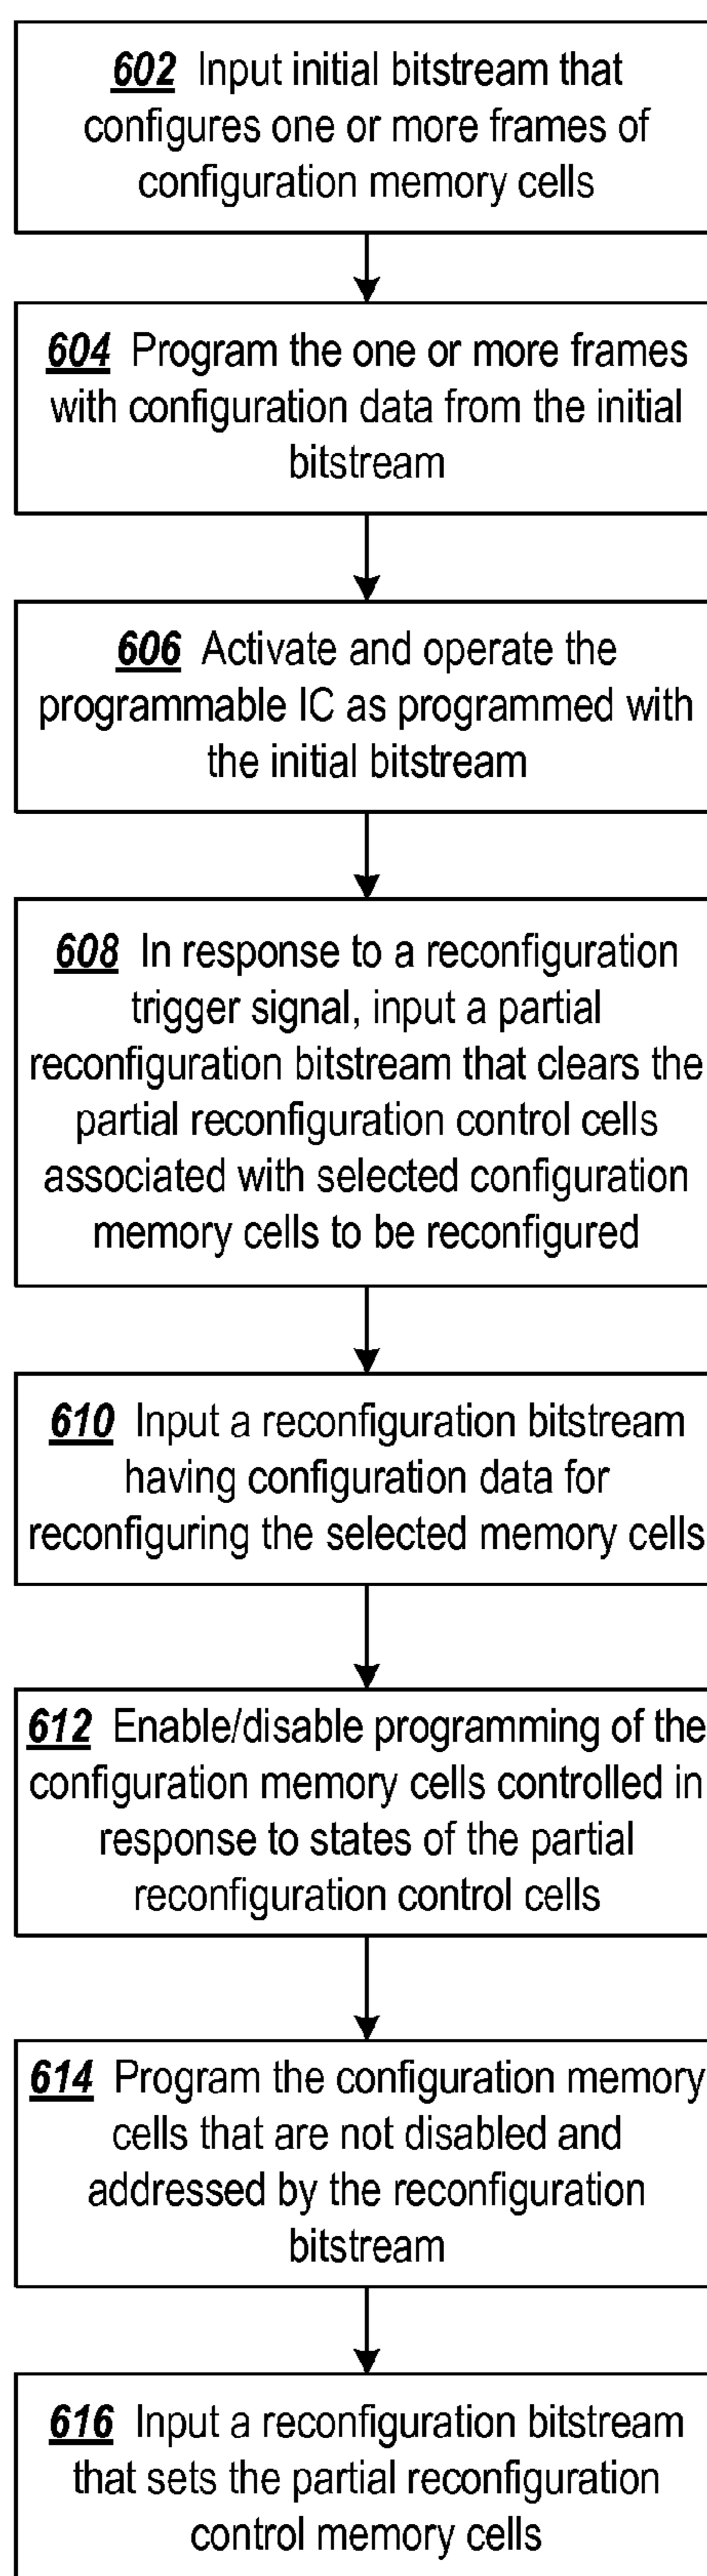 602 Input initial bitstream that
configures one or more frames of
configuration memory cells
604 Program the one or more frames
with configuration data from the initial
bitstream
606 Activate and operate the
programmable IC as programmed with
the initial bitstream
608 In response to a reconfiguration
trigger signal, input a partial
reconfiguration bitstream that clears the
partial reconfiguration control cells
associated with selected configuration
memory cells to be reconfigured
610 Input a reconfiguration bitstream
having configuration data for
reconfiguring the selected memory cells
612 Enable/disable programming of the
configuration memory cells controlled in
response to states of the partial
reconfiguration control cells
614 Program the configuration memory
cells that are not disabled and
addressed by the reconfiguration
bitstream
616 Input a reconfiguration bitstream
that sets the partial reconfiguration
control memory cells